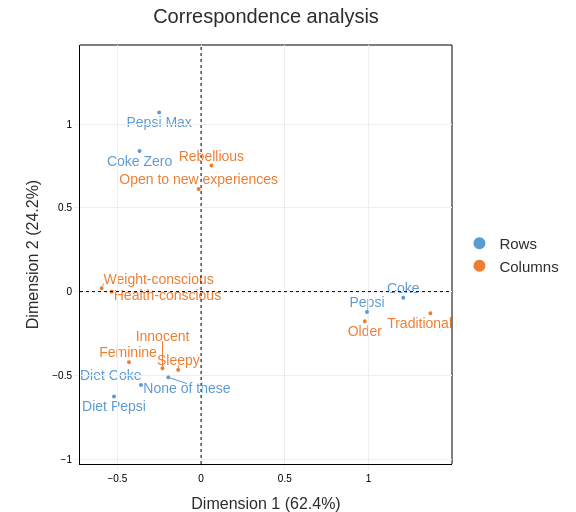 Correspondence analysis
Pepsi Max
1
Coke Zero
Rebellious
Open to new experiences
0.5
Dimension 2 (24.2%)
Rows
Columns
Weight-conscious
Health-conscious
0
Coke
Pepsi
Older
Traditional
Innocent
Feminine
Sleepy
−0.5
Diet Coke
None of these
Diet Pepsi
−1
−0.5
0
0.5
1
Dimension 1 (62.4%)